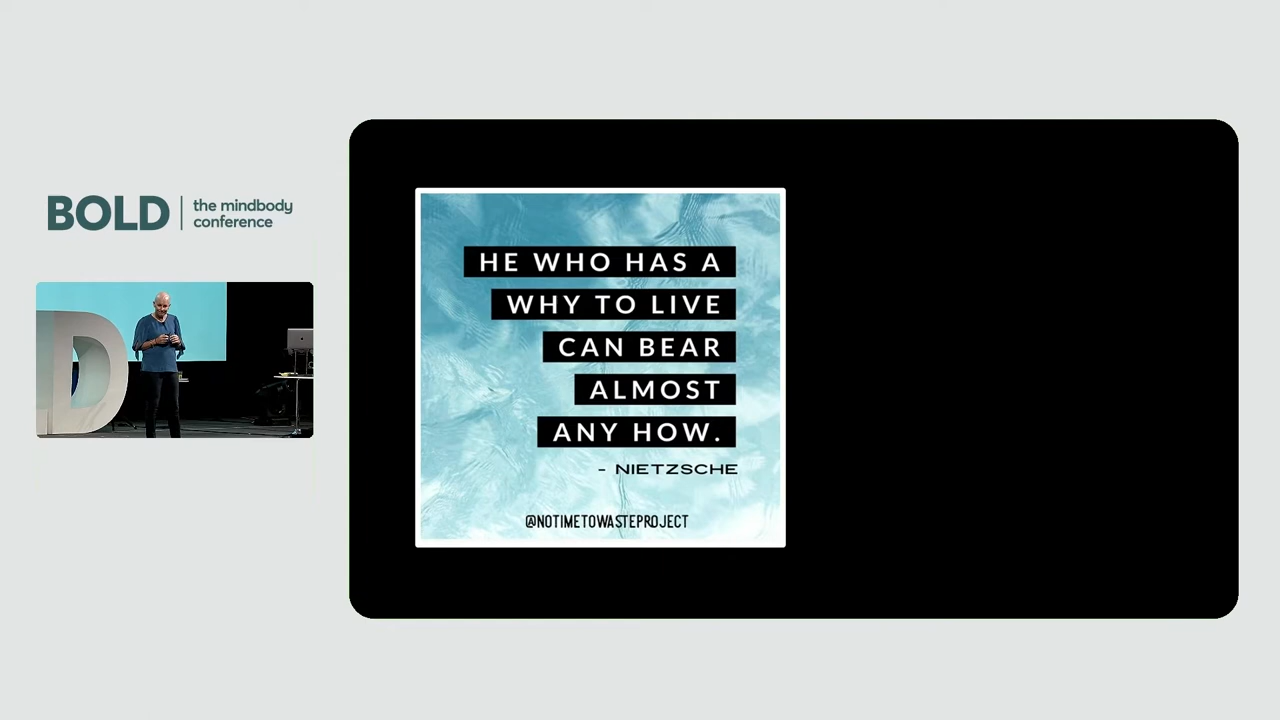 BOLD
the mindbody
conference
HE WHO HAS A
WHY TO LIVE
CAN BEAR
ALMOST
ANY HOW.
- NIETZSCHE
@NOTIMETOWASTEPROJECT
D